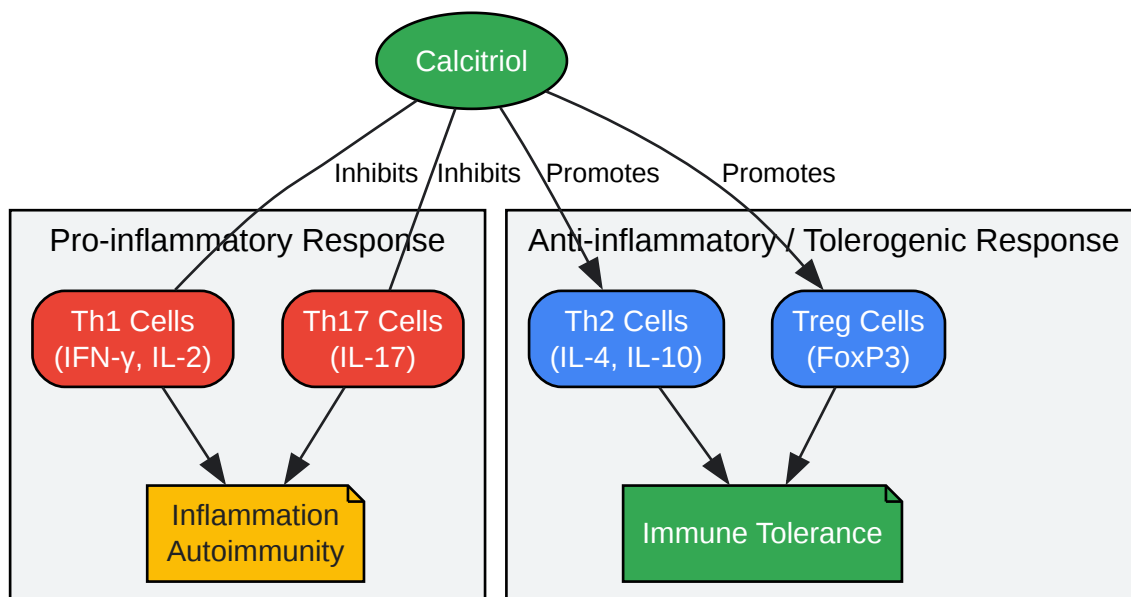 Calcitriol
Inhibits
Inhibits
Promotes
Promotes
Pro-inflammatory Response
Anti-inflammatory / Tolerogenic Response
Th1 Cells
(IFN-γ, IL-2)
Th17 Cells
(IL-17)
Th2 Cells
(IL-4, IL-10)
Treg Cells
(FoxP3)
Inflammation
Autoimmunity
Immune Tolerance